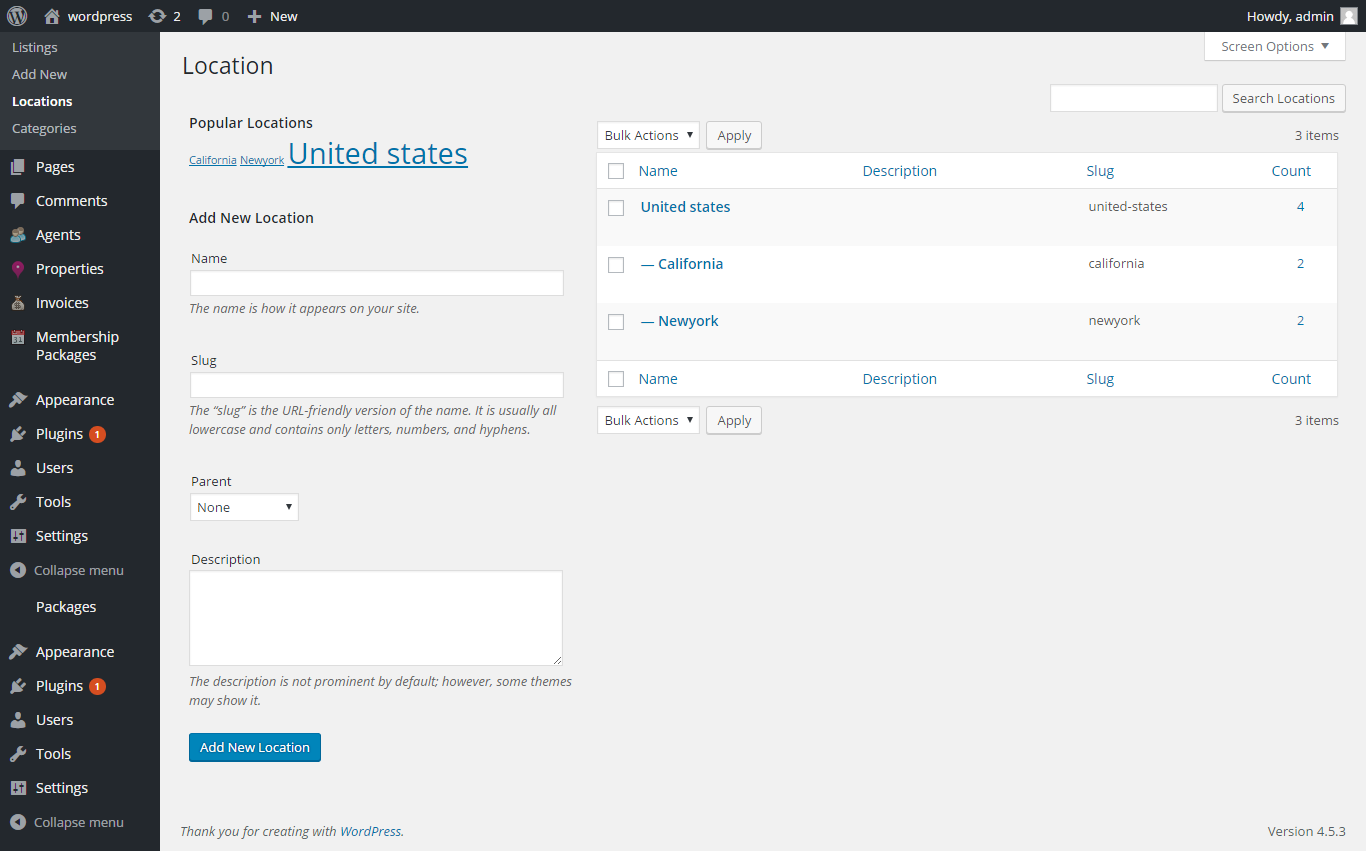 wordpress 2 0 New Howdy, admin
Listings
Add New
Locations
Categories
Pages
Comments
Agents
Properties
Invoices
31 Membership
Packages
Appearance
Plugins 1
Users
Tools
Settings
Collapse menu
Packages
Appearance
Plugins 1
Users
Tools
Settings
Collapse menu
Screen Options
Location
Search Locations
Popular Locations
California Newyork United states
Add New Location
Name
The name is how it appears on your site.
Slug
The “slug” is the URL-friendly version of the name. It is usually all
lowercase and contains only letters, numbers, and hyphens.
Parent
None
Description
The description is not prominent by default; however, some themes
may show it.
Add New Location
Bulk Actions Apply 3 items
Name Description Slug Count
United states united-states 4
— California california 2
— Newyork newyork 2
Name Description Slug Count
Bulk Actions Apply 3 items
Thank you for creating with WordPress. Version 4.5.3